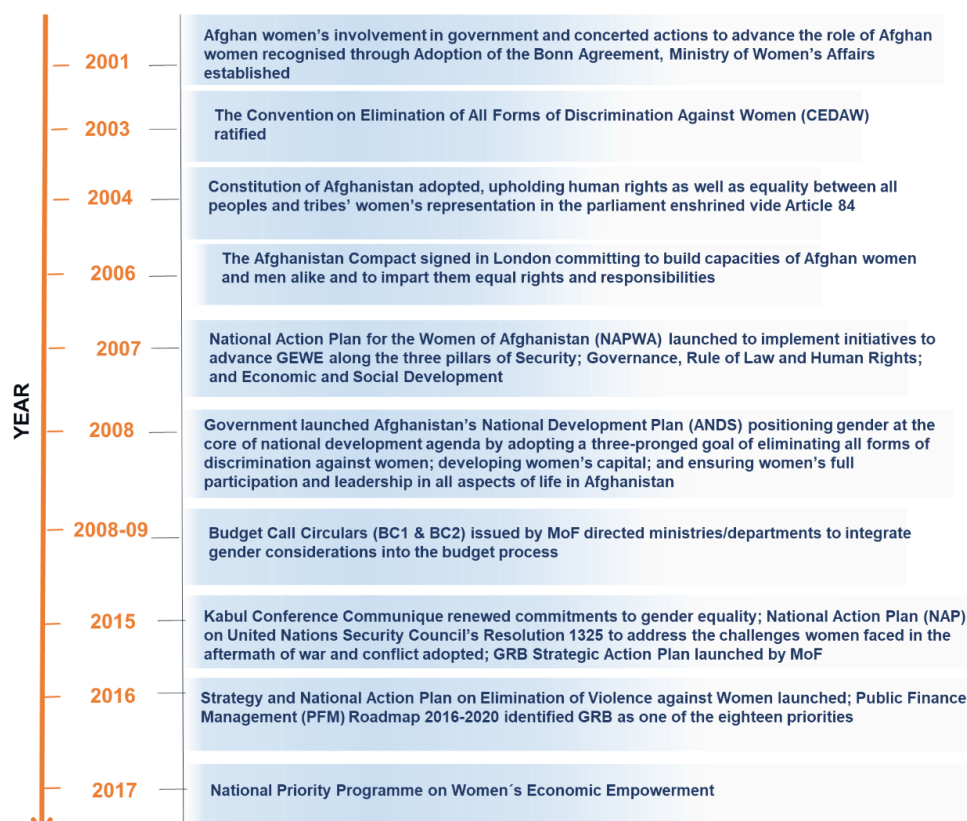 YEAR
2001
Afghan women's involvement in government and concerted actions to advance the role of Afghan
women recognised through Adoption of the Bonn Agreement, Ministry of Women's Affairs
established
2003
The Convention on Elimination of All Forms of Discrimination Against Women (CEDAW)
ratified
2004
Constitution of Afghanistan adopted, upholding human rights as well as equality between all
peoples and tribes' women's representation in the parliament enshrined vide Article 84
2006
The Afghanistan Compact signed in London committing to build capacities of Afghan women
and men alike and to impart them equal rights and responsibilities
2007
National Action Plan for the Women of Afghanistan (NAPWA) launched to implement initiatives to
advance GEWE along the three pillars of Security; Governance, Rule of Law and Human Rights;
and Economic and Social Development
2008
Government launched Afghanistan's National Development Plan (ANDS) positioning gender at the
core of national development agenda by adopting a three-pronged goal of eliminating all forms of
discrimination against women; developing women's capital; and ensuring women's full
participation and leadership in all aspects of life in Afghanistan
2008-09
Budget Call Circulars (BC1 & BC2) issued by MoF directed ministries/departments to integrate
gender considerations into the budget process
2015
Kabul Conference Communique renewed commitments to gender equality; National Action Plan (NAP)
on United Nations Security Council's Resolution 1325 to address the challenges women faced in the
aftermath of war and conflict adopted; GRB Strategic Action Plan launched by MoF
2016
Strategy and National Action Plan on Elimination of Violence against Women launched; Public Finance
Management (PFM) Roadmap 2016-2020 identified GRB as one of the eighteen priorities
2017
National Priority Programme on Women´s Economic Empowerment